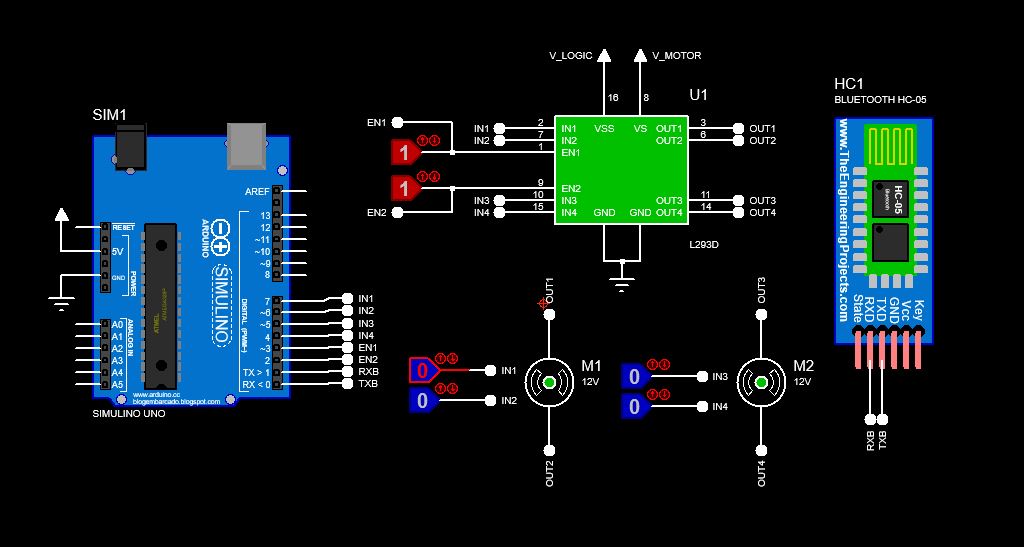 SIM1
AREF
13
12
~11
~10
~9
8
RESET
5V
GND
POWER
ARDUINO
SIMULINO
ANALOG IN
A0
A1
A2
A3
A4
A5
DIGITAL (PWM~)
7
~6
~5
4
~3
2
TX > 1
RX < 0
ATMEL
www.arduino.cc
blogembarcado.blogspot.com
SIMULINO UNO
IN1
IN2
IN3
IN4
EN1
EN2
RXB
TXB
V_LOGIC
V_MOTOR
16
8
U1
EN1
IN1
IN2
1
1
IN3
IN4
EN2
2
7
1
9
10
15
IN1
IN2
EN1
EN2
IN3
IN4
VSS
VS
OUT1
OUT2
OUT3
OUT4
GND
GND
3
6
11
14
OUT1
OUT2
OUT3
OUT4
L293D
OUT1
0
IN1
0
IN2
M1
12V
OUT2
OUT3
0
IN3
0
IN4
M2
12V
OUT4
HC1
BLUETOOTH HC-05
www.TheEngineeringProjects.com
HC-05
Bluetooth
State
RXD
TXD
GND
Vcc
Key
RXB
TXB